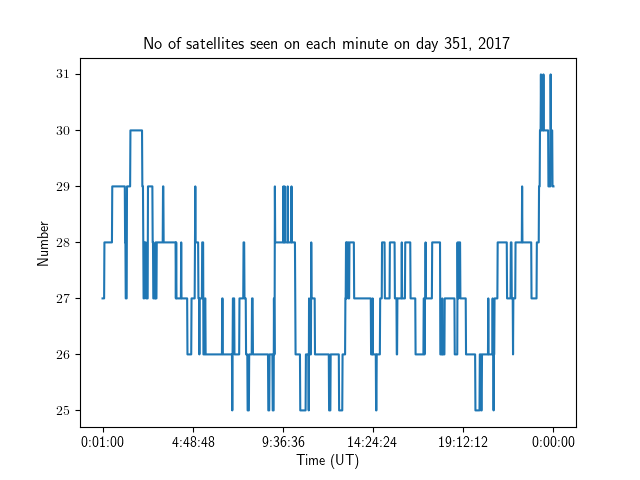 No of satellites seen on each minute on day 351, 2017
31
30
29
28
27
26
25
Number
0:01:00 4:48:48 9:36:36 14:24:24 19:12:12 0:00:00
Time (UT)